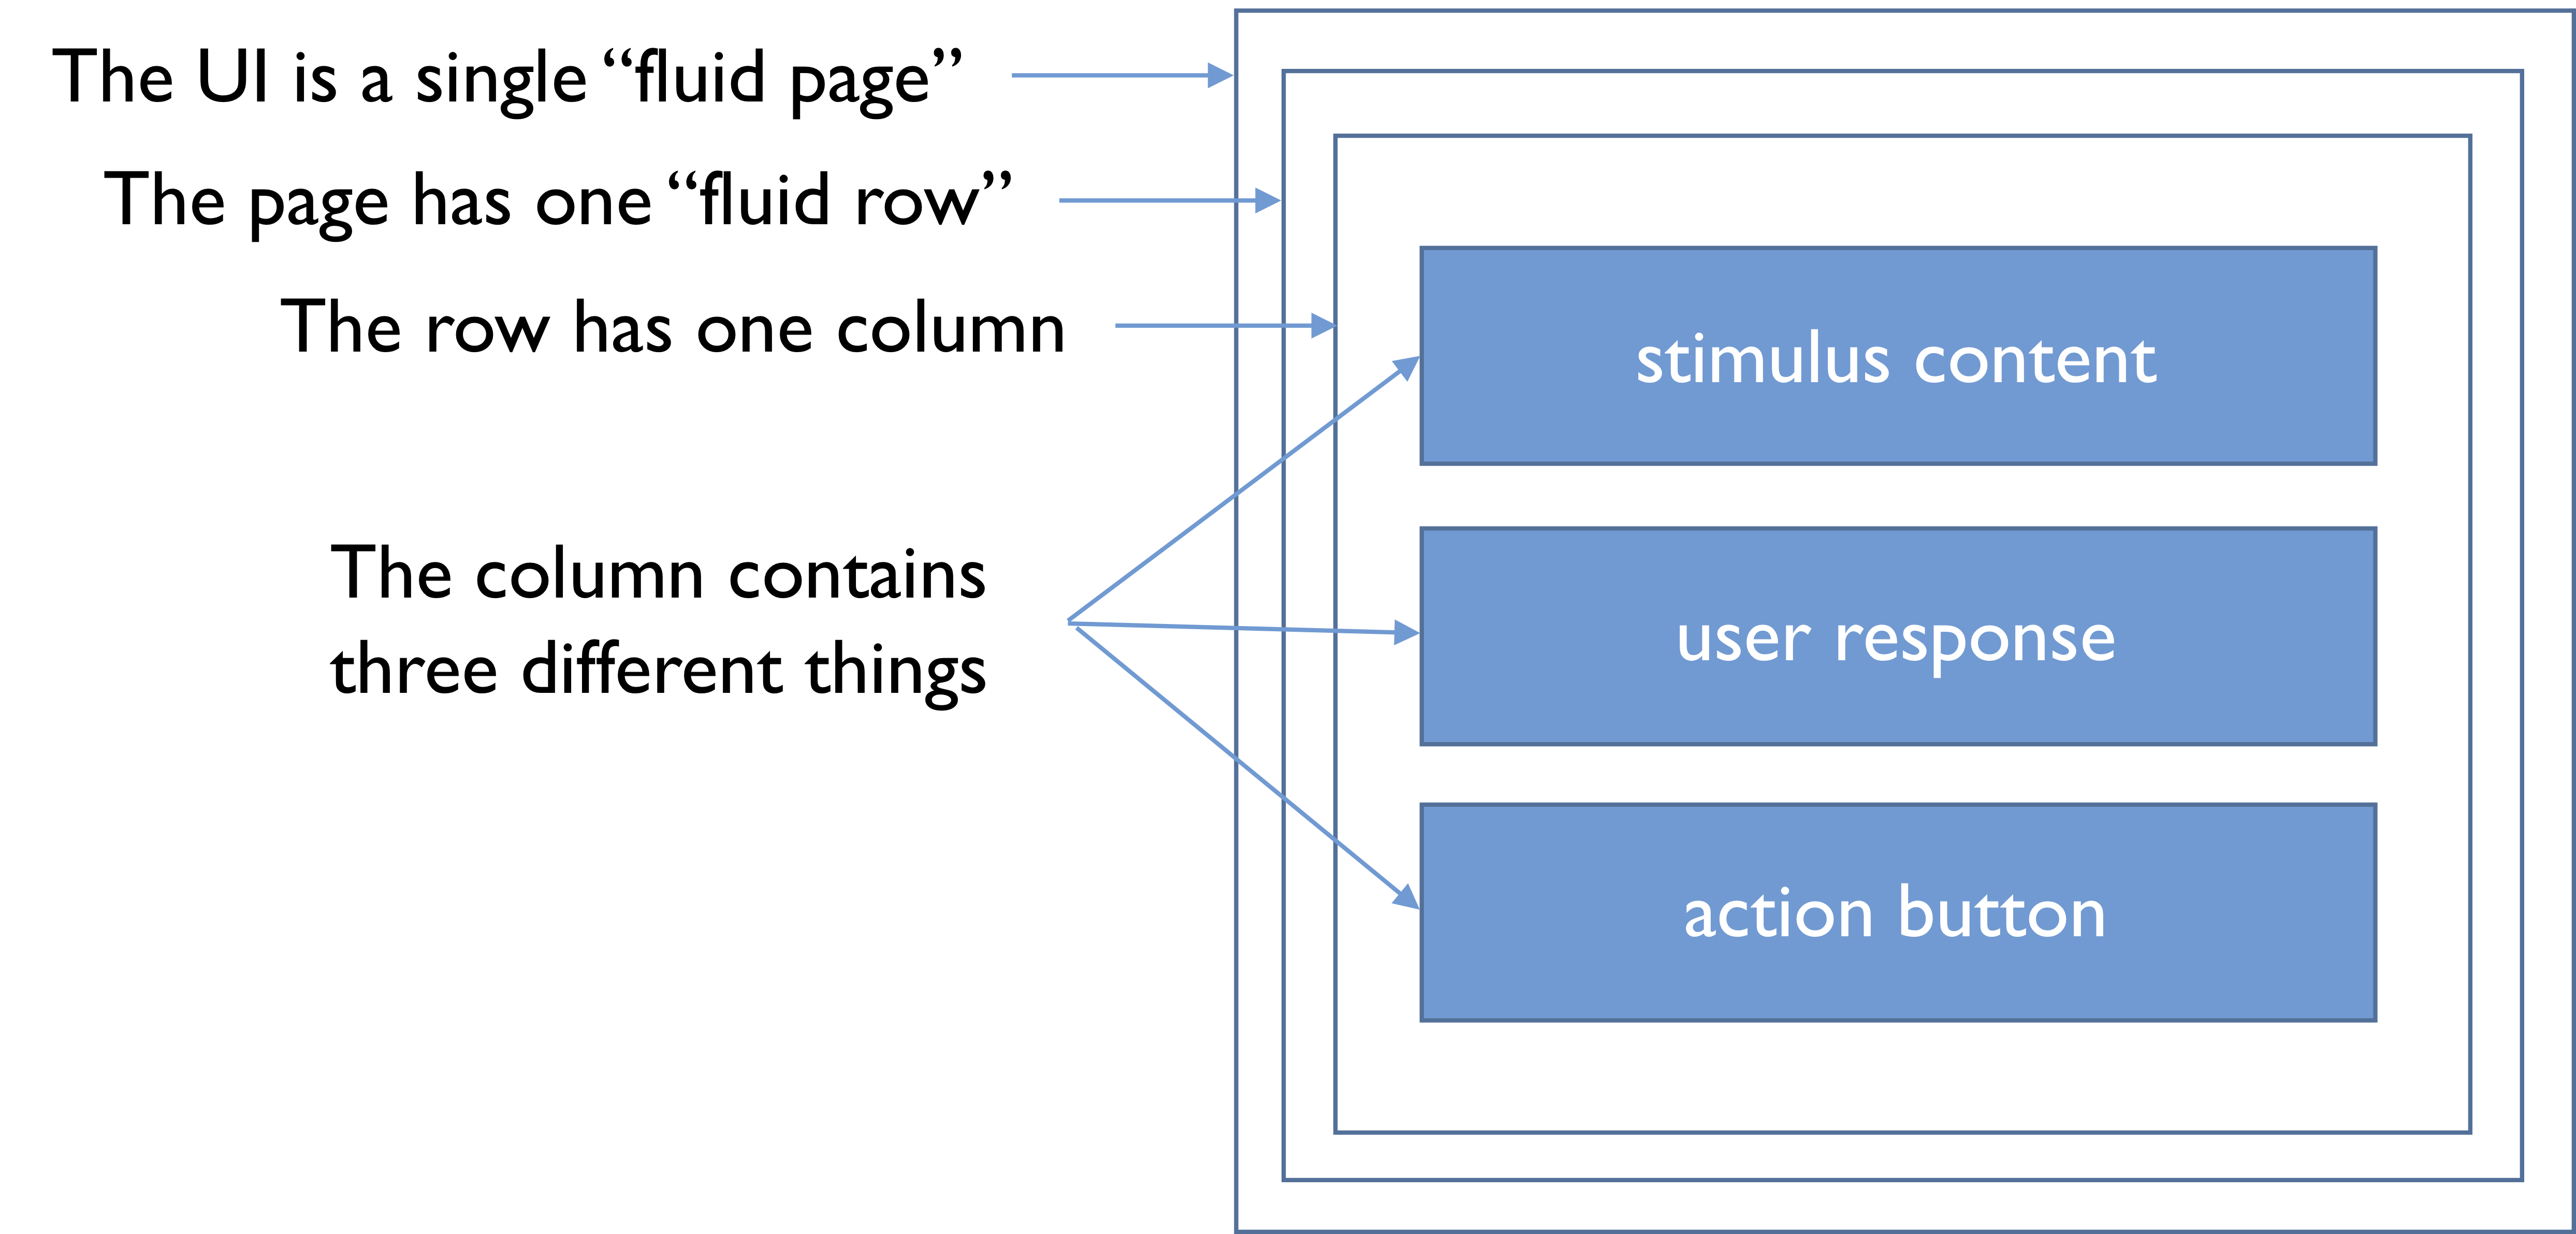 The UI is a single “fluid page”
The page has one “fluid row”
The row has one column
The column contains
three different things
stimulus content
user response
action button